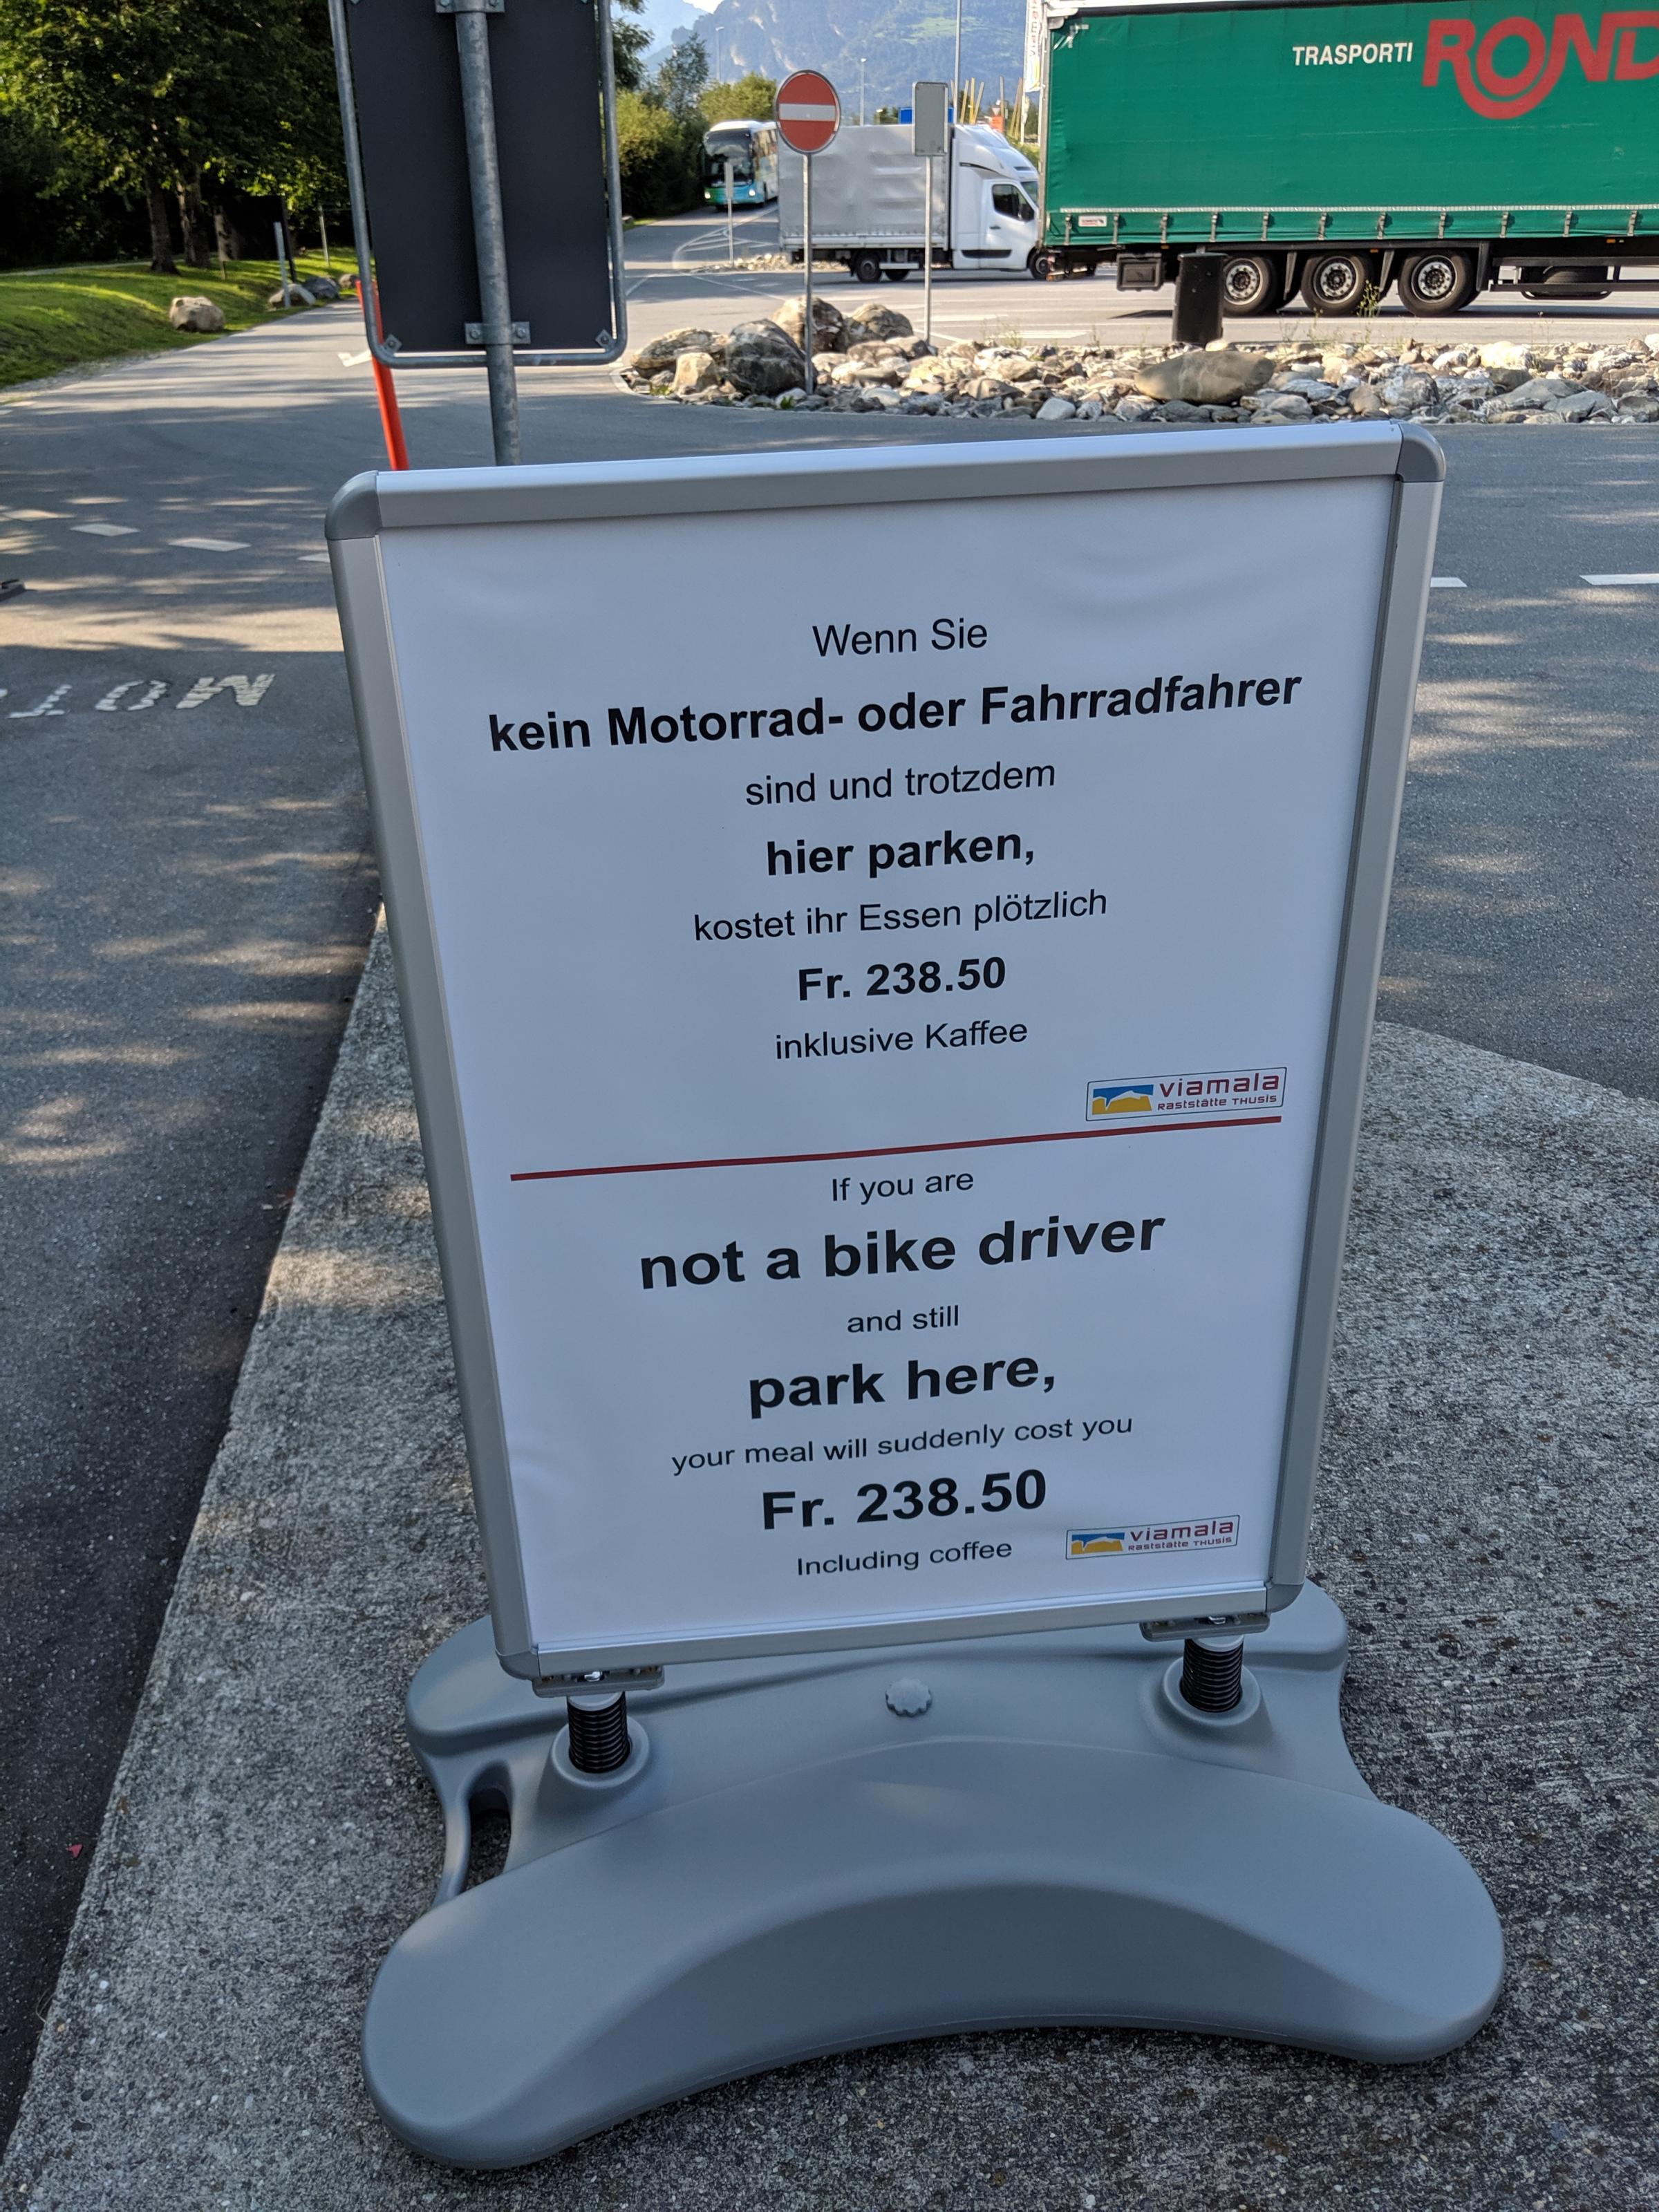 TRASPORTI ROND
MOT
Wenn Sie
kein Motorrad- oder Fahrradfahrer
sind und trotzdem
hier parken,
kostet ihr Essen plötzlich
Fr. 238.50
inklusive Kaffee
viamala
Raststätte THUSIS
If you are
not a bike driver
and still
park here,
your meal will suddenly cost you
Fr. 238.50
Including coffee
viamala
Raststätte THUSIS